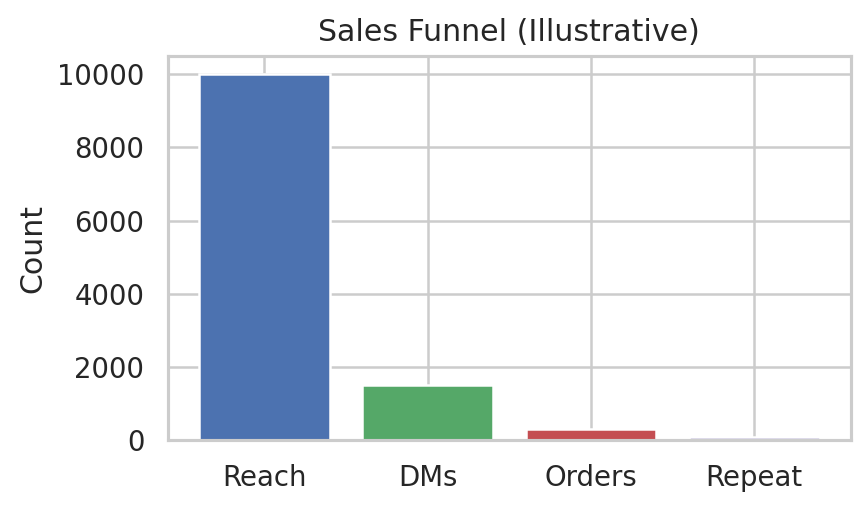 Sales Funnel (Illustrative)
10000
8000
6000
4000
2000
0
Count
Reach DMs Orders Repeat